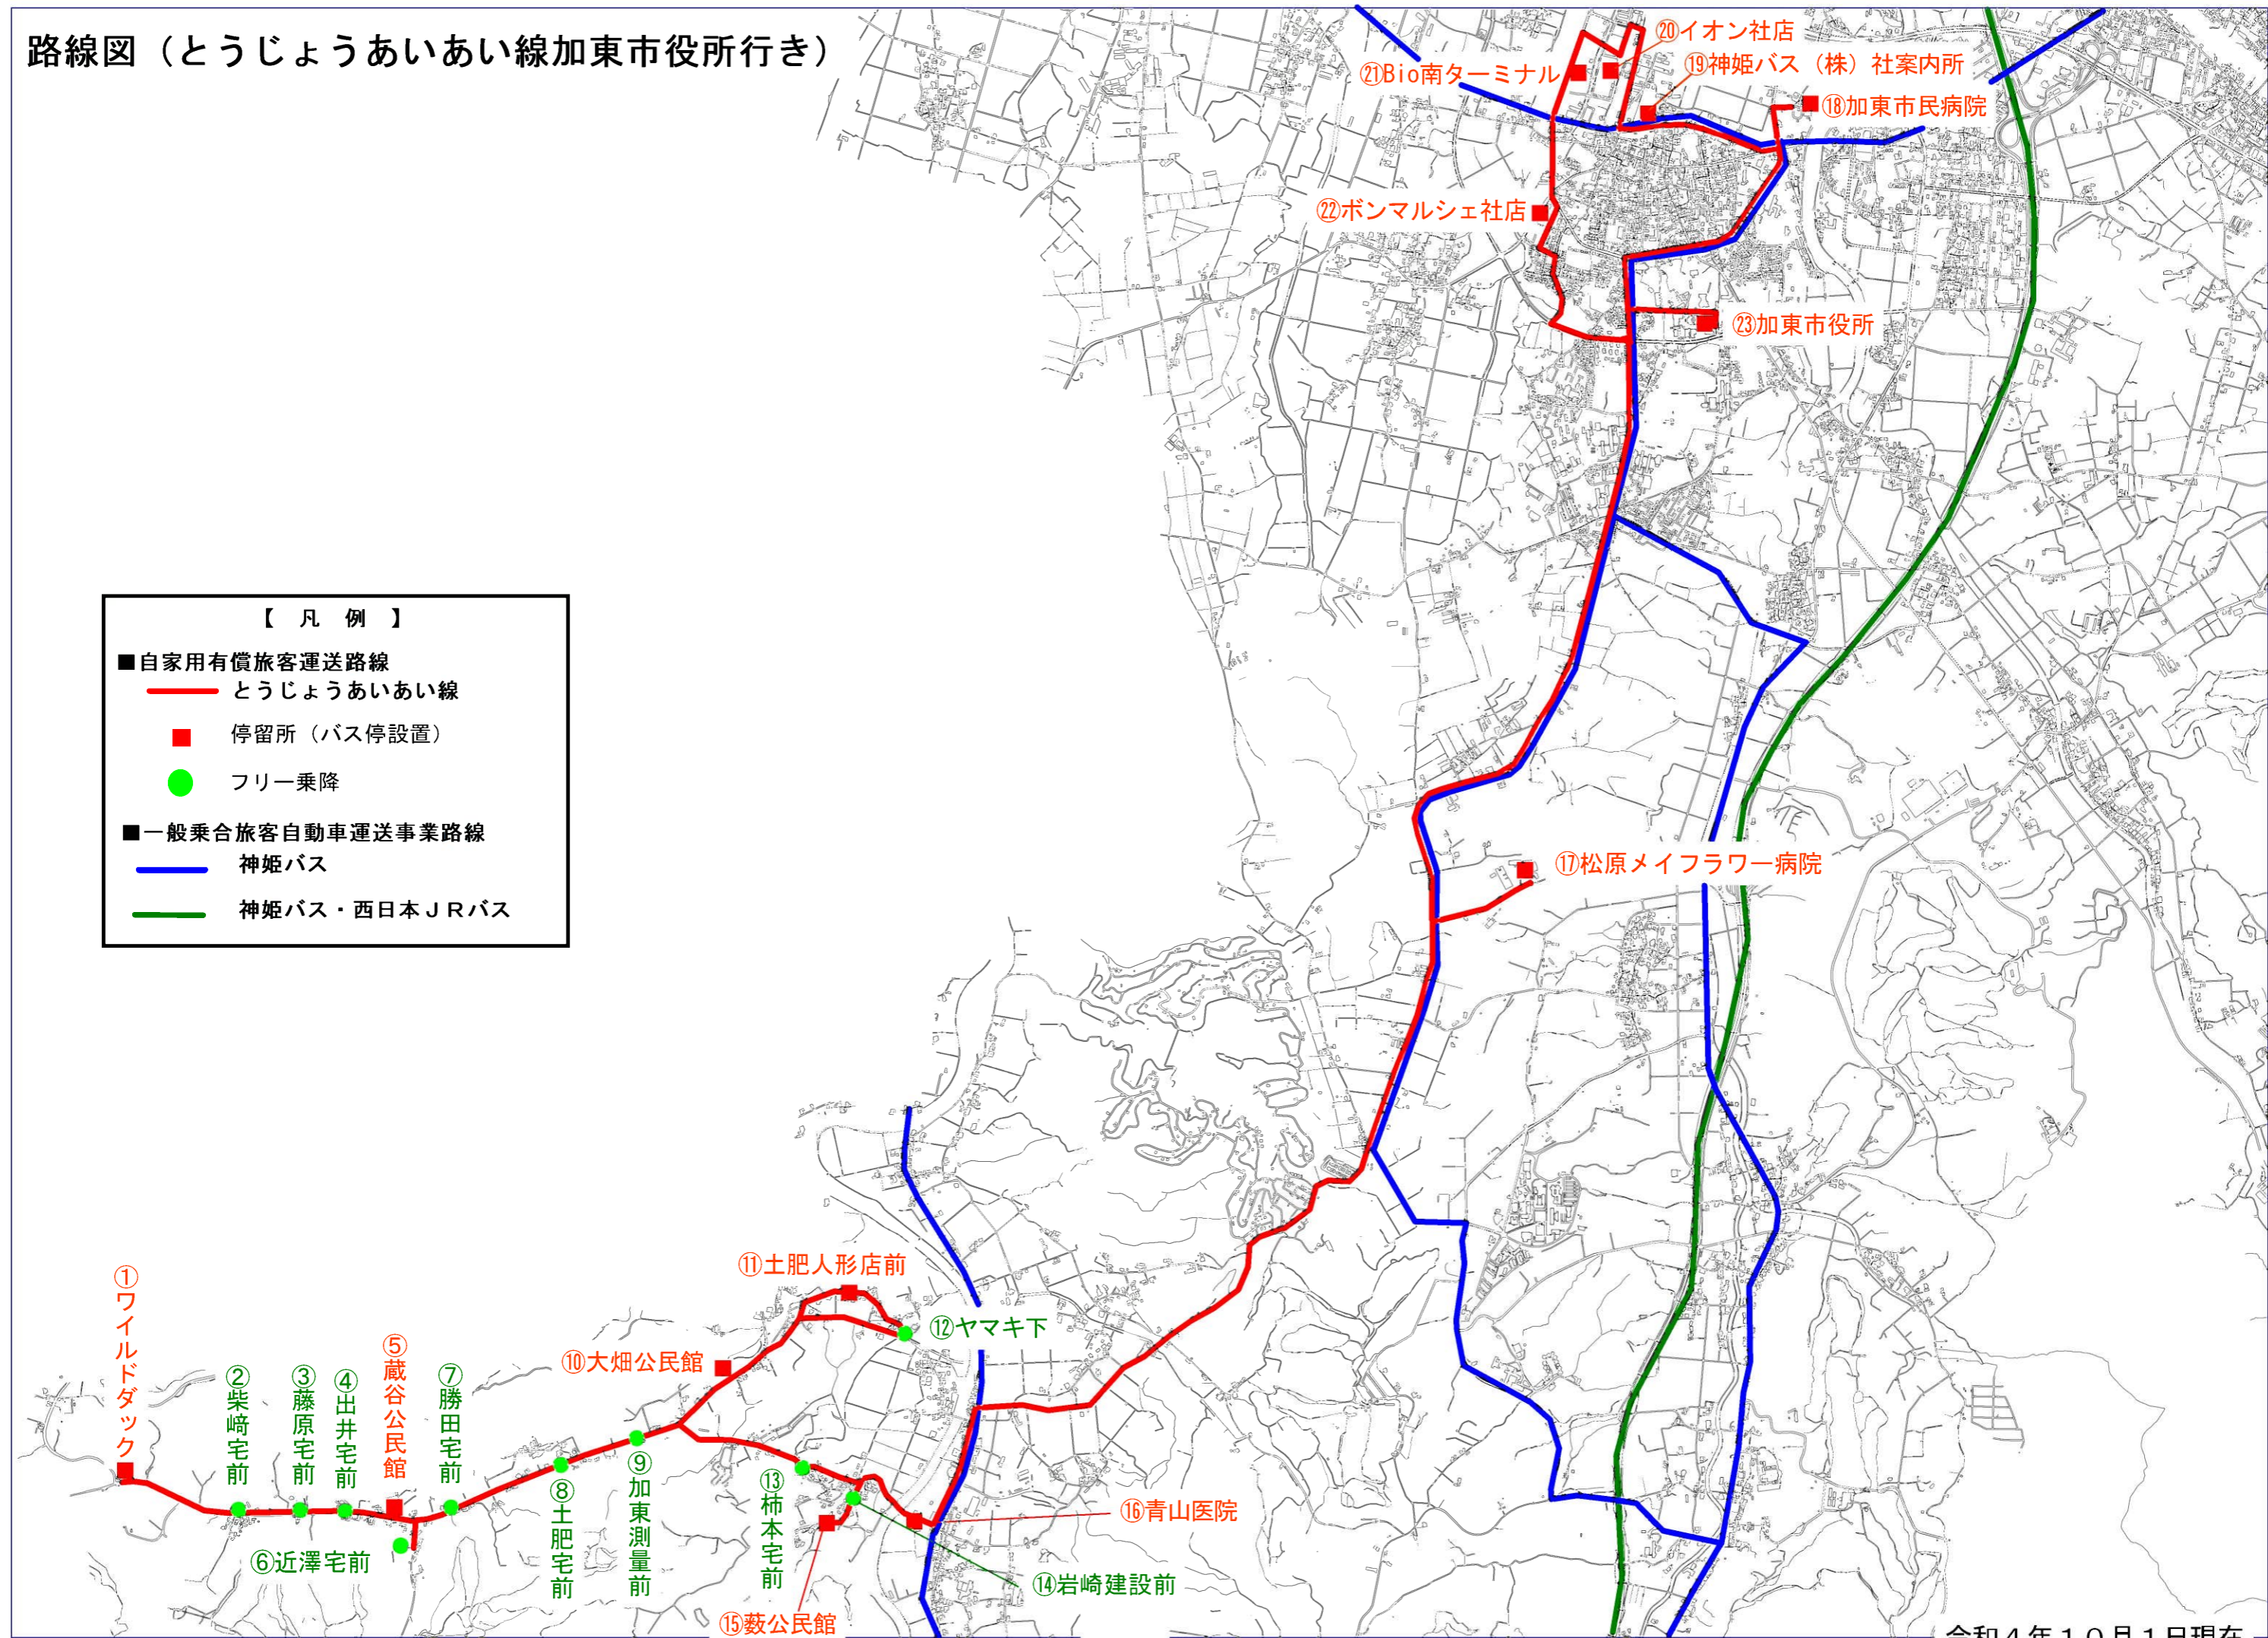 路線図（とうじょうあいあい線加東市役所行き）
⑳イオン社店
㉑Bio南ターミナル
⑲神姫バス（株）社案内所
⑱加東市民病院
㉒ボンマルシェ社店
㉓加東市役所
【 凡 例 】
■自家用有償旅客運送路線
とうじょうあいあい線
停留所（バス停設置）
フリー乗降
■一般乗合旅客自動車運送事業路線
神姫バス
神姫バス・西日本ＪＲバス
⑰松原メイフラワー病院
⑪土肥人形店前
①ワイルドダック
⑫ヤマキ下
⑩大畑公民館
⑤蔵谷公民館
②柴﨑宅前
③藤原宅前
④出井宅前
⑦勝田宅前
⑥近澤宅前
⑧土肥宅前
⑨加東測量前
⑬柿本宅前
⑯青山医院
⑭岩崎建設前
⑮薮公民館
令和４年１０月１日現在